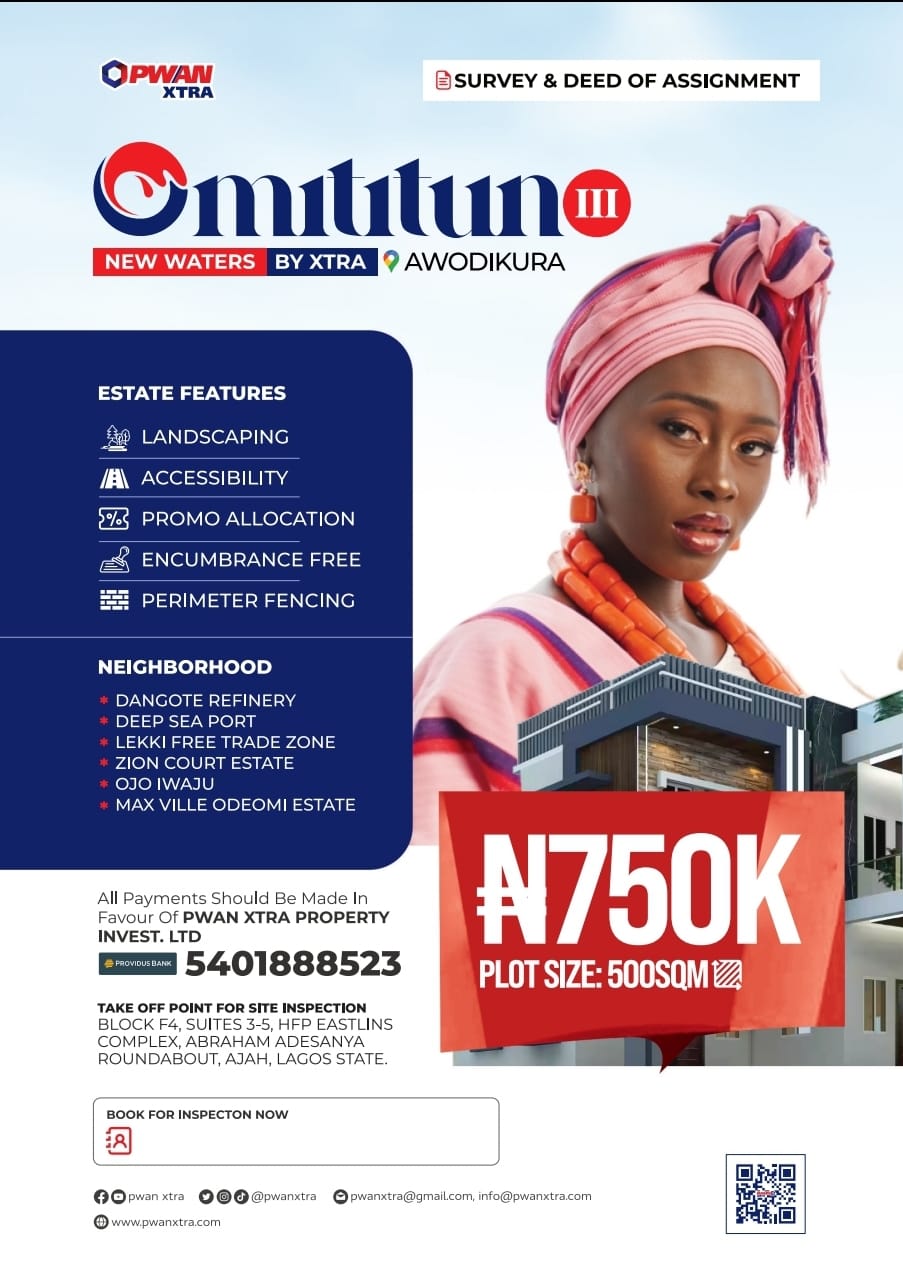 PWAN
XTRA
SURVEY & DEED OF ASSIGNMENT
Omititun III
NEW WATERS BY XTRA AWODIKURA
ESTATE FEATURES
LANDSCAPING
ACCESSIBILITY
PROMO ALLOCATION
ENCUMBRANCE FREE
PERIMETER FENCING
NEIGHBORHOOD
* DANGOTE REFINERY
* DEEP SEA PORT
* LEKKI FREE TRADE ZONE
* ZION COURT ESTATE
* OJO IWAJU
* MAX VILLE ODEOMI ESTATE
₦750K
PLOT SIZE: 500SQM
All Payments Should Be Made In
Favour Of PWAN XTRA PROPERTY
INVEST. LTD
PROVIDUS BANK 5401888523
TAKE OFF POINT FOR SITE INSPECTION
BLOCK F4, SUITES 3-5, HFP EASTLINS
COMPLEX, ABRAHAM ADESANYA
ROUNDABOUT, AJAH, LAGOS STATE.
BOOK FOR INSPECTON NOW
pwan xtra @pwanxtra pwanxtra@gmail.com, info@pwanxtra.com
www.pwanxtra.com